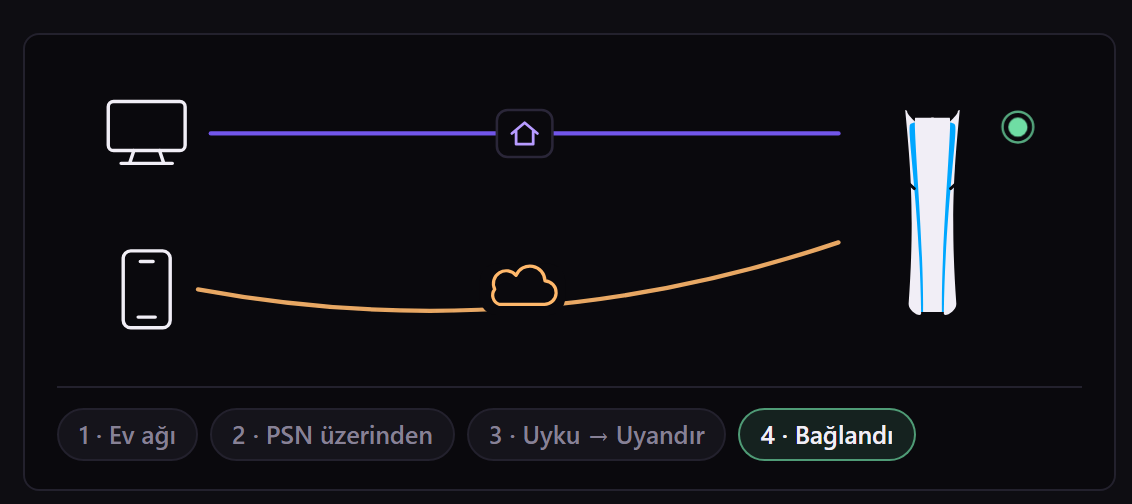 1 · Ev ağı
2 · PSN üzerinden
3 · Uyku → Uyandır
4 · Bağlandı